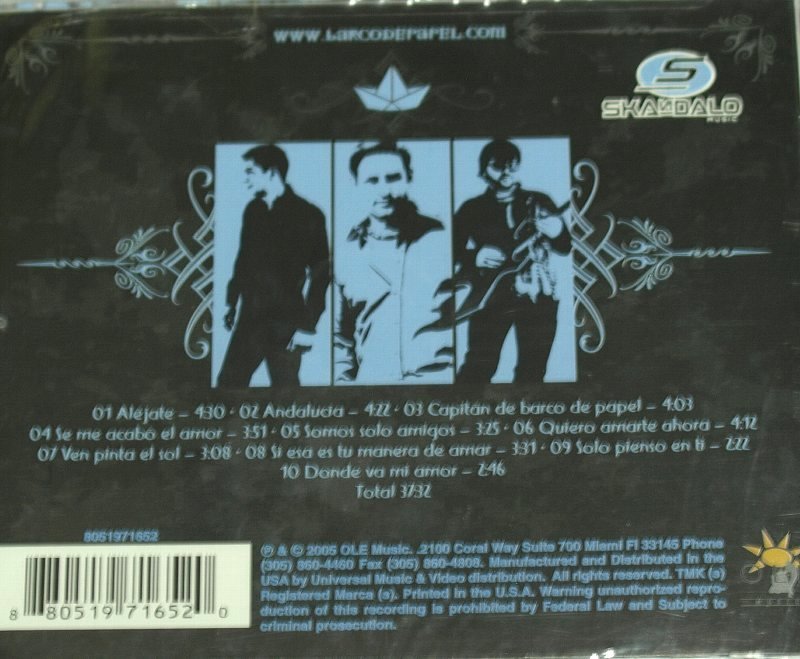 www.barcodepapel.com
S
SKANDALO
MUSIC
01 Aléjate – 4:30 · 02 Andalucia – 4:22 · 03 Capitán de barco de papel – 4:03
04 Se me acabó el amor – 3:51 · 05 Somos solo amigos – 3:25 · 06 Quiero amarte ahora – 4:12
07 Ven pinta el sol – 3:08 · 08 Si esa es tu manera de amar – 3:31 · 09 Solo pienso en ti – 2:22
10 Donde va mi amor – 2:46
Total 37:32
8051971652
℗ & © 2005 OLE Music. .2100 Coral Way Suite 700 Miami Fl 33145 Phone
(305) 860-4460 Fax (305) 860-4808. Manufactured and Distributed in the
USA by Universal Music & Video distribution. All rights reserved. TMK (s)
Registered Marca (s). Printed in the U.S.A. Warning unauthorized repro-
duction of this recording is prohibited by Federal Law and Subject to
criminal prosecution.
8 80519 71652 0